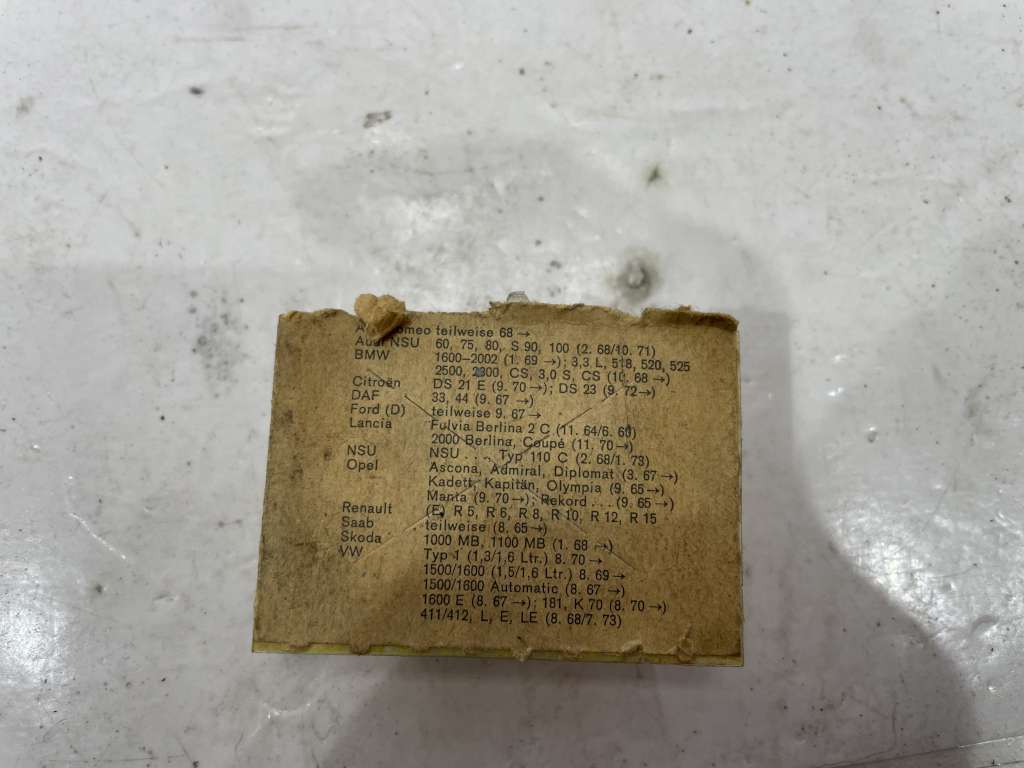 omeo teilweise 68 →
Audi NSU 60, 75, 80, S 90, 100 (2. 68/10. 71)
BMW 1600–2002 (1. 69 →); 3,3 L, 518, 520, 525
2500, 2800, CS, 3,0 S, CS (10. 68 →)
Citroën DS 21 E (9. 70→); DS 23 (9. 72→)
DAF 33, 44 (9. 67 →)
Ford (D) teilweise 9. 67→
Lancia Fulvia Berlina 2 C (11. 64/6. 69)
2000 Berlina, Coupé (11. 70→)
NSU NSU . . . Typ 110 C (2. 68/1. 73)
Opel Ascona, Admiral, Diplomat (3. 67→)
Kadett, Kapitän, Olympia (9. 65→)
Manta (9. 70→); Rekord . . . (9. 65→)
Renault (E) R 5, R 6, R 8, R 10, R 12, R 15
Saab teilweise (8. 65→)
Skoda 1000 MB, 1100 MB (1. 68 →)
VW Typ 1 (1,3/1,6 Ltr.) 8. 70 →
1500/1600 (1,5/1,6 Ltr.) 8. 69→
1500/1600 Automatic (8. 67 →)
1600 E (8. 67 →); 181, K 70 (8. 70 →)
411/412, L, E, LE (8. 68/7. 73)